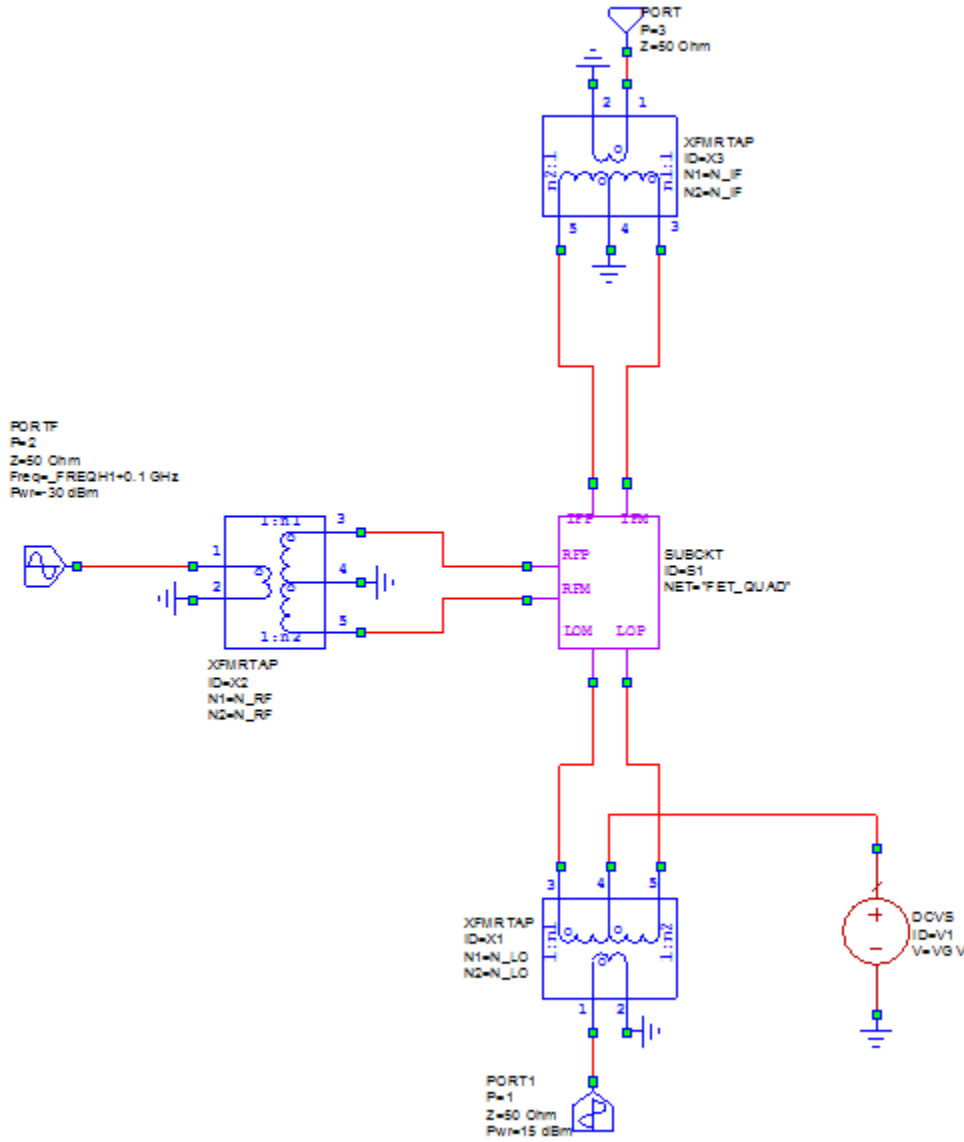 PORT
P=3
Z=50 Ohm
2 1
n2:1
n1:1
XFMRTAP
ID=X3
N1=N_IF
N2=N_IF
5 4 3
PORTF
P=2
Z=50 Ohm
Freq=_FREQH1+0.1 GHz
Pwr=-30 dBm
1:n1
3
1
4
2
5
1:n2
XFMRTAP
ID=X2
N1=N_RF
N2=N_RF
IFP IFM
RFP
RFM
LOM LOP
SUBCKT
ID=S1
NET="FET_QUAD"
3 4 5
XFMRTAP
ID=X1
N1=N_LO
N2=N_LO
1:n1
1:n2
1 2
DCVS
ID=V1
V=VG V
PORT1
P=1
Z=50 Ohm
Pwr=15 dBm